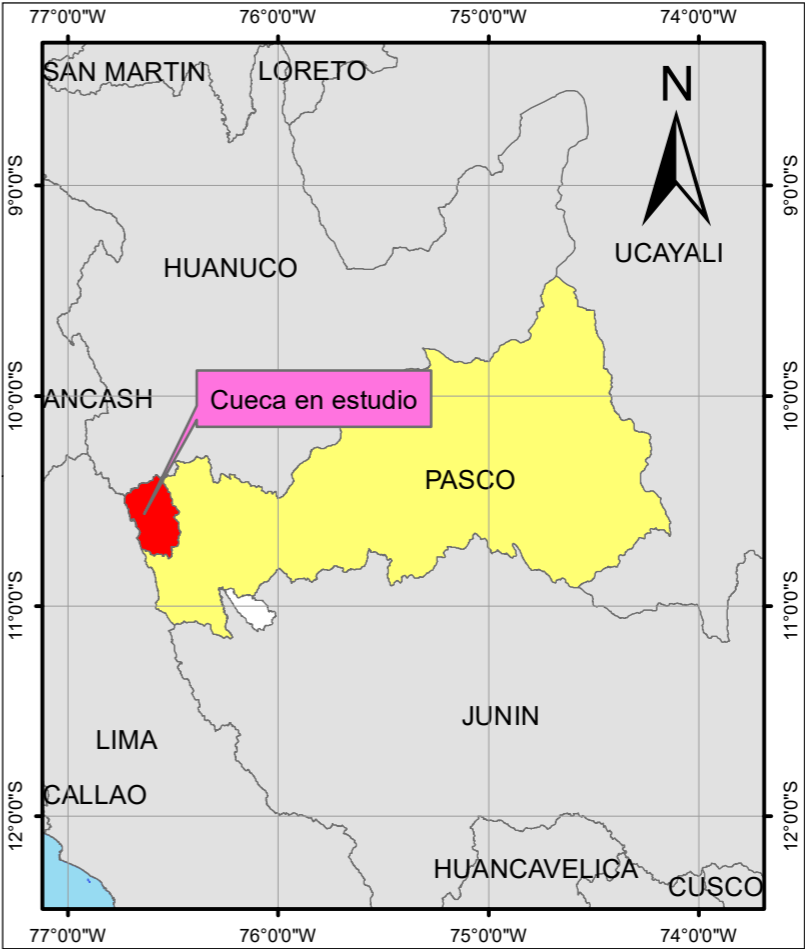 77°0'0"W 76°0'0"W 75°0'0"W 74°0'0"W
SAN MARTIN LORETO
N
9°0'0"S 9°0'0"S
UCAYALI
HUANUCO
10°0'0"S 10°0'0"S
ANCASH
Cueca en estudio
PASCO
11°0'0"S 11°0'0"S
JUNIN
LIMA
CALLAO
12°0'0"S 12°0'0"S
HUANCAVELICA
CUSCO
77°0'0"W 76°0'0"W 75°0'0"W 74°0'0"W